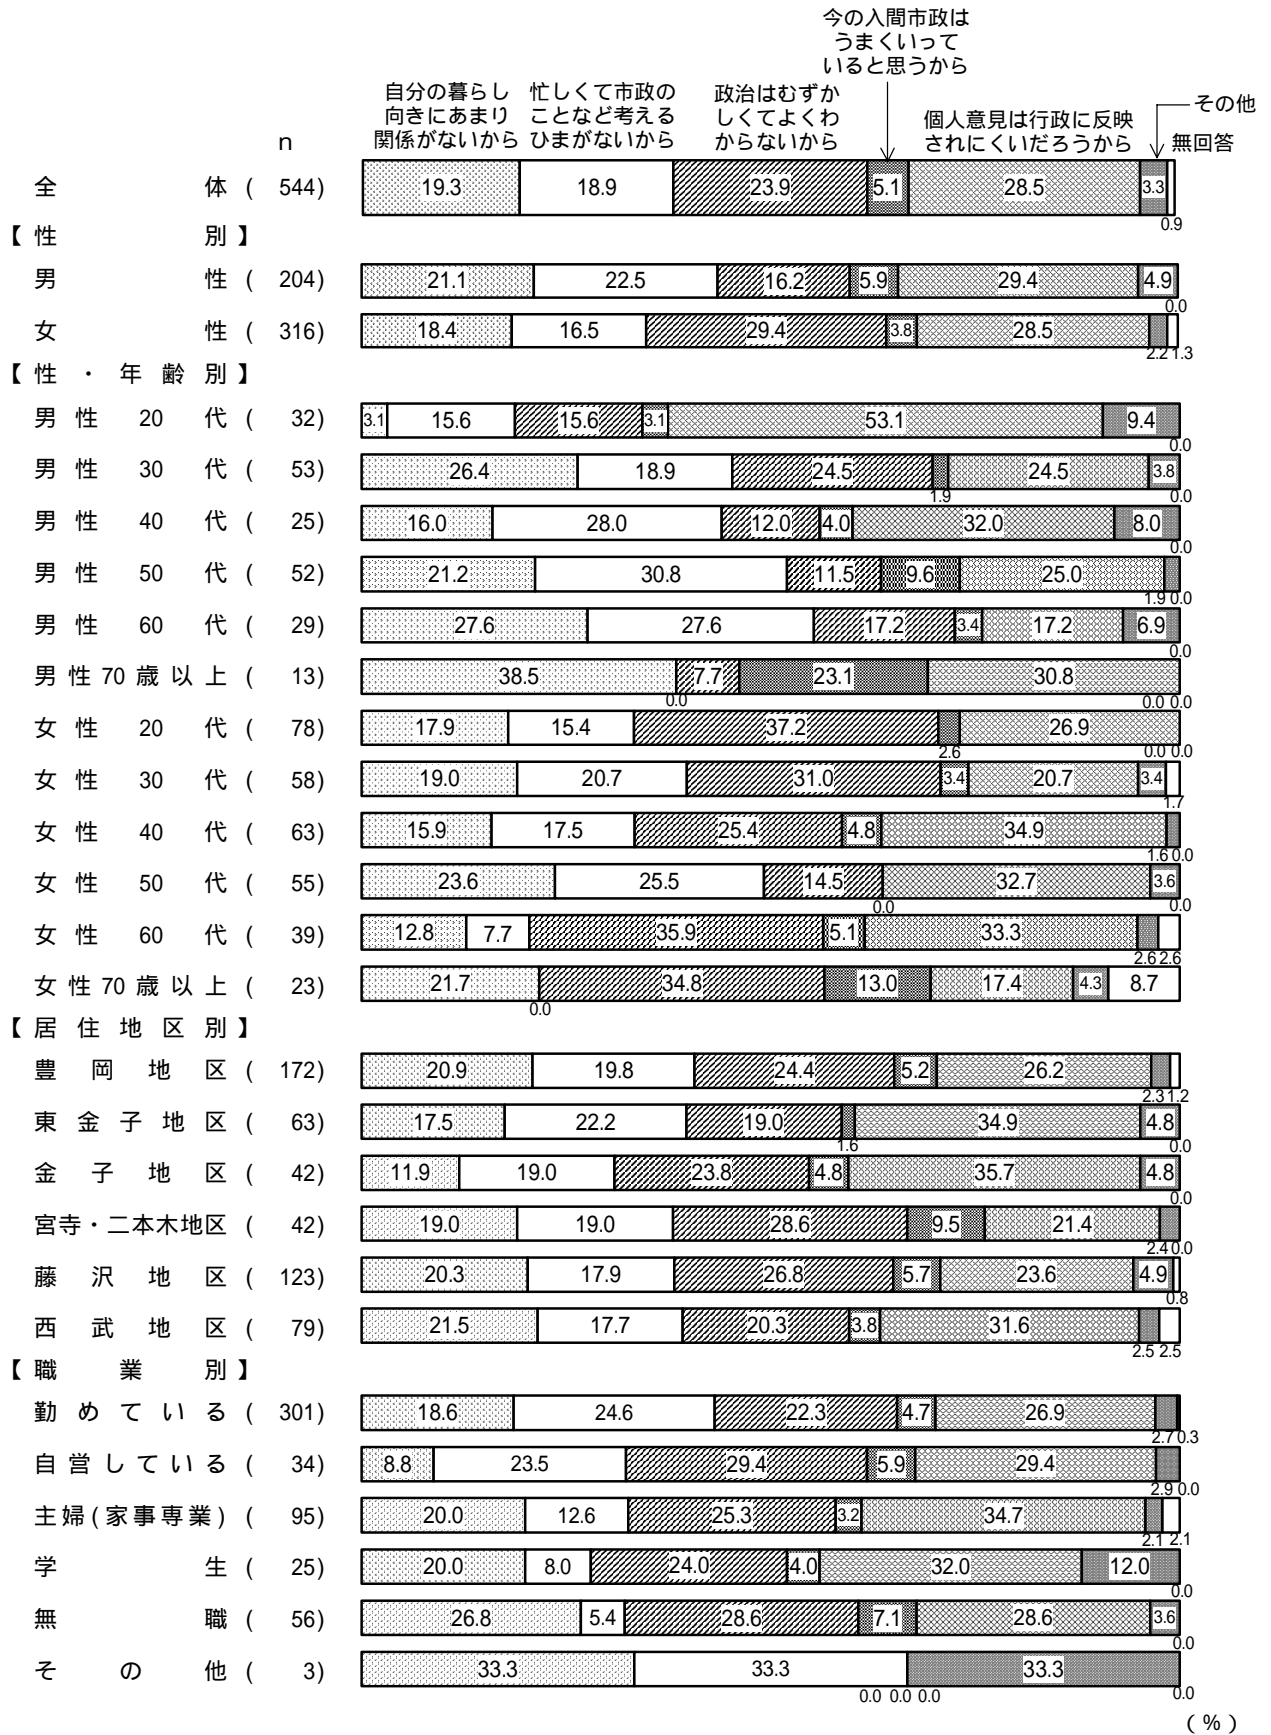 今の入間市政は
うまくいって
いると思うから
自分の暮らし
向きにあまり
関係がないから
忙しくて市政の
ことなど考える
ひまがないから
政治はむずか
しくてよくわ
からないから
個人意見は行政に反映
されにくいだろうから
その他
無回答
n
全体 ( 544) 19.3 18.9 23.9 5.1 28.5 3.3 0.9
【性別】
男性 ( 204) 21.1 22.5 16.2 5.9 29.4 4.9 0.0
女性 ( 316) 18.4 16.5 29.4 3.8 28.5 2.2 1.3
【性・年齢別】
男性 20代 ( 32) 3.1 15.6 15.6 3.1 53.1 9.4 0.0
男性 30代 ( 53) 26.4 18.9 24.5 1.9 24.5 3.8 0.0
男性 40代 ( 25) 16.0 28.0 12.0 4.0 32.0 8.0 0.0
男性 50代 ( 52) 21.2 30.8 11.5 9.6 25.0 1.9 0.0
男性 60代 ( 29) 27.6 27.6 17.2 3.4 17.2 6.9 0.0
男性70歳以上 ( 13) 38.5 0.0 7.7 23.1 30.8 0.0 0.0
女性 20代 ( 78) 17.9 15.4 37.2 2.6 26.9 0.0 0.0
女性 30代 ( 58) 19.0 20.7 31.0 3.4 20.7 3.4 1.7
女性 40代 ( 63) 15.9 17.5 25.4 4.8 34.9 1.6 0.0
女性 50代 ( 55) 23.6 25.5 14.5 0.0 32.7 3.6 0.0
女性 60代 ( 39) 12.8 7.7 35.9 5.1 33.3 2.6 2.6
女性70歳以上 ( 23) 21.7 0.0 34.8 13.0 17.4 4.3 8.7
【居住地区別】
豊岡地区 ( 172) 20.9 19.8 24.4 5.2 26.2 2.3 1.2
東金子地区 ( 63) 17.5 22.2 19.0 1.6 34.9 4.8 0.0
金子地区 ( 42) 11.9 19.0 23.8 4.8 35.7 4.8 0.0
宮寺・二本木地区 ( 42) 19.0 19.0 28.6 9.5 21.4 2.4 0.0
藤沢地区 ( 123) 20.3 17.9 26.8 5.7 23.6 4.9 0.8
西武地区 ( 79) 21.5 17.7 20.3 3.8 31.6 2.5 2.5
【職業別】
勤めている ( 301) 18.6 24.6 22.3 4.7 26.9 2.7 0.3
自営している ( 34) 8.8 23.5 29.4 5.9 29.4 2.9 0.0
主婦(家事専業) ( 95) 20.0 12.6 25.3 3.2 34.7 2.1 2.1
学生 ( 25) 20.0 8.0 24.0 4.0 32.0 12.0 0.0
無職 ( 56) 26.8 5.4 28.6 7.1 28.6 3.6 0.0
その他 ( 3) 33.3 33.3 0.0 0.0 0.0 33.3 0.0
(%)